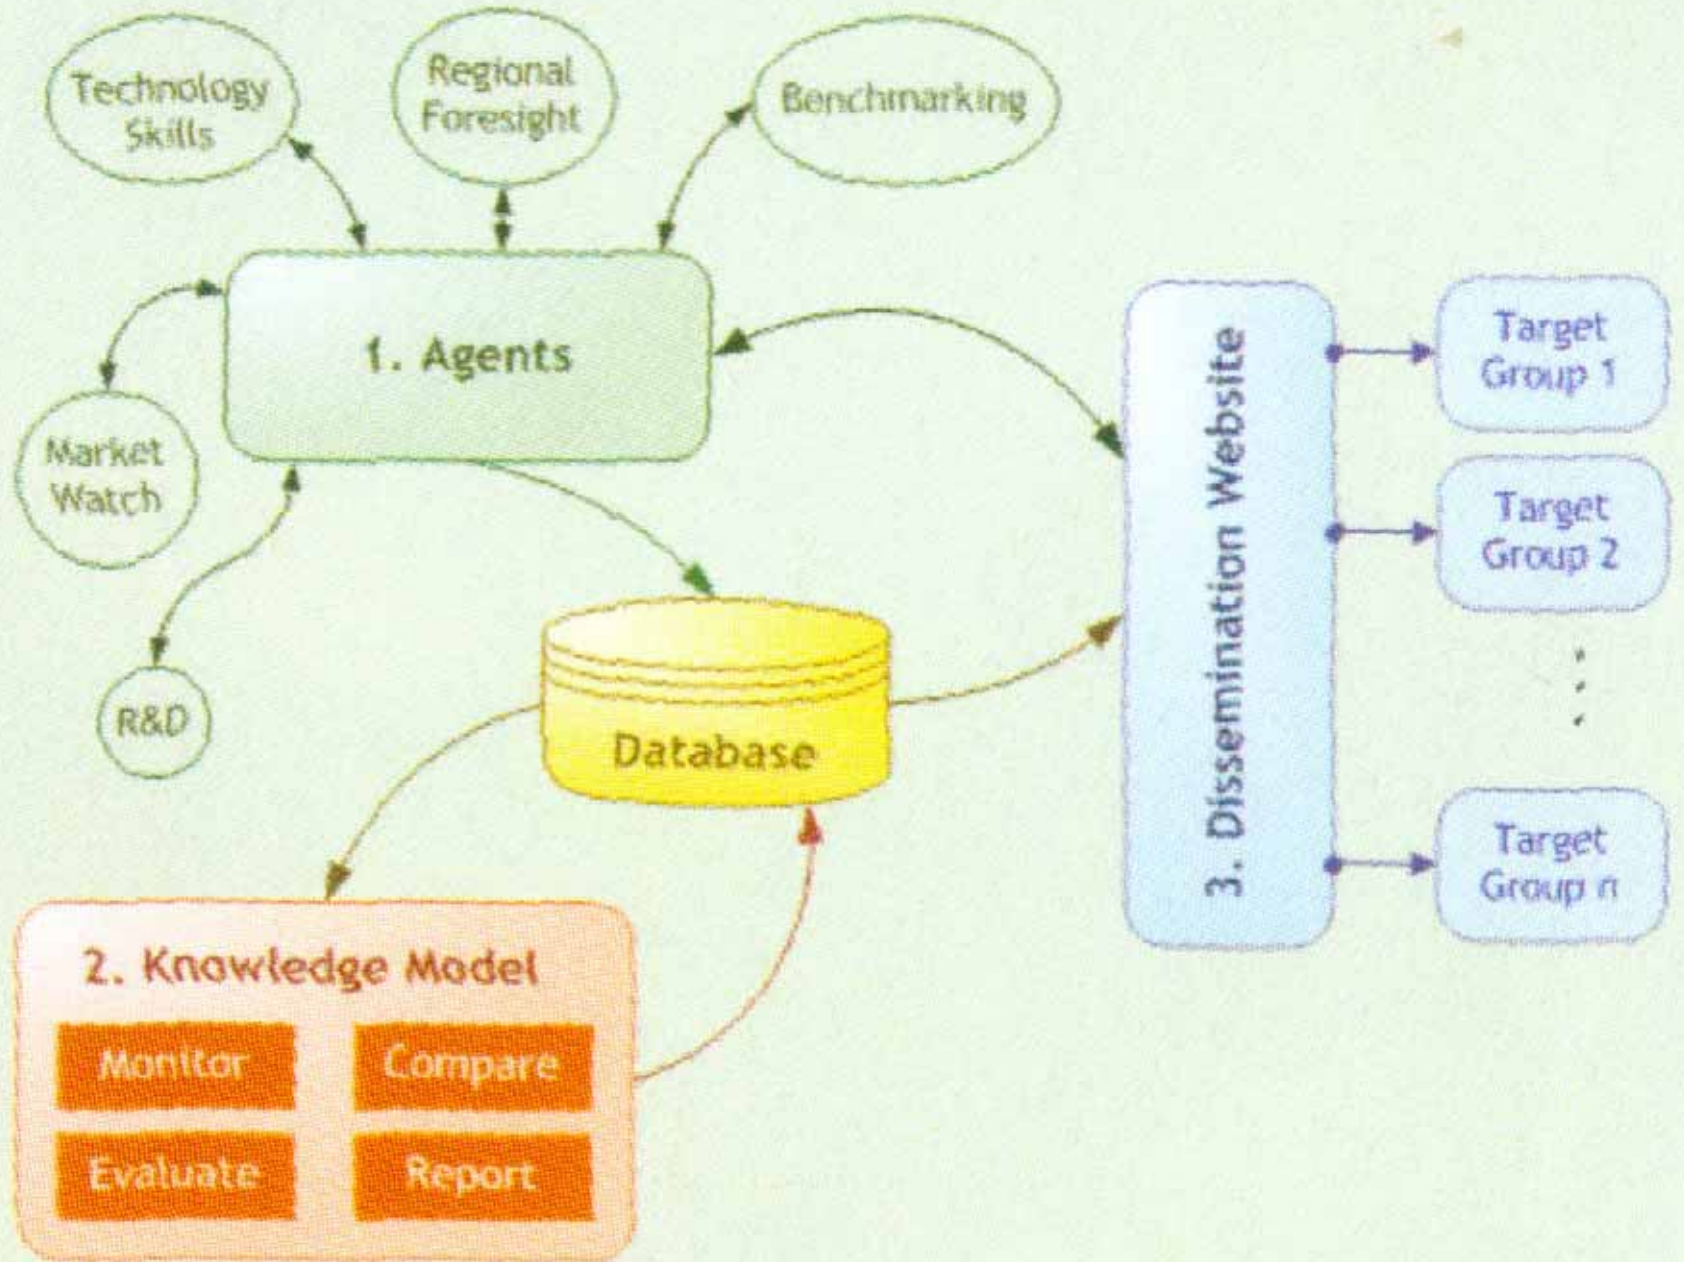 Technology
Skills
Regional
Foresight
Benchmarking
1. Agents
Market
Watch
R&D
Database
2. Knowledge Model
Monitor
Compare
Evaluate
Report
3. Dissemination Website
Target
Group 1
Target
Group 2
Target
Group n